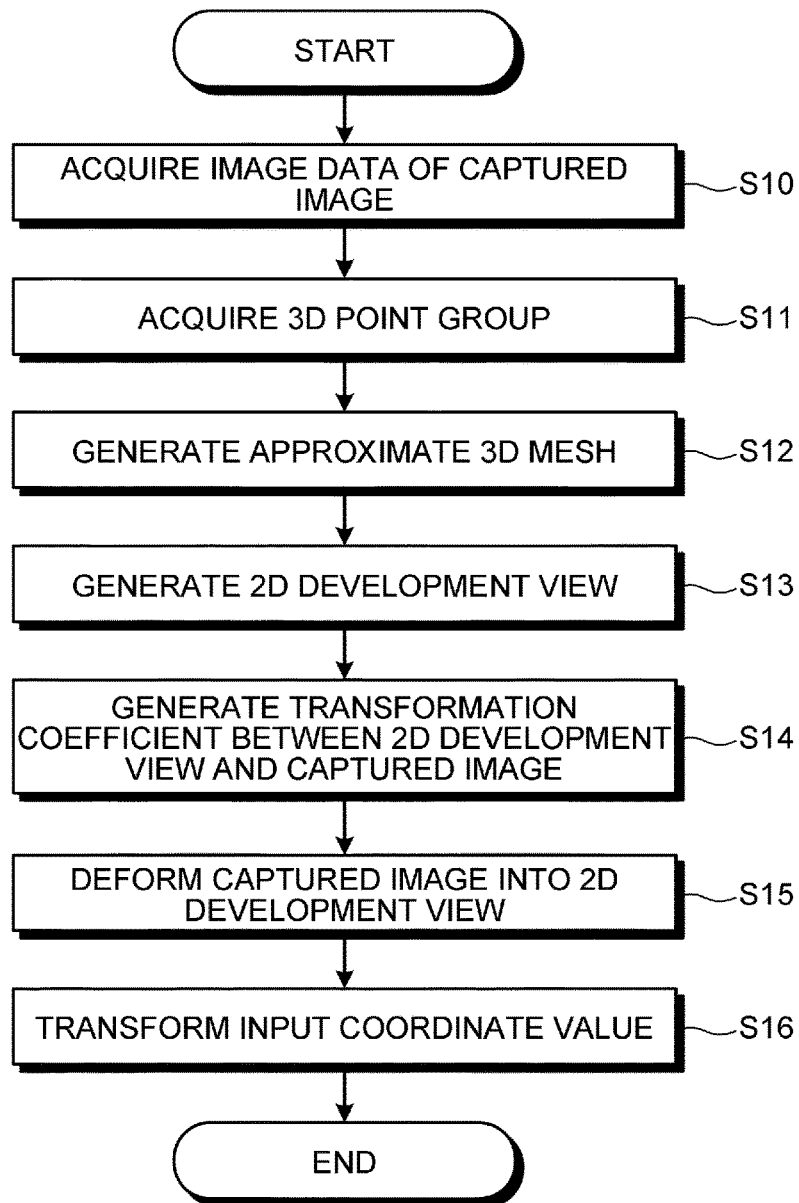 START
ACQUIRE IMAGE DATA OF CAPTURED
IMAGE
S10
ACQUIRE 3D POINT GROUP
S11
GENERATE APPROXIMATE 3D MESH
S12
GENERATE 2D DEVELOPMENT VIEW
S13
GENERATE TRANSFORMATION
COEFFICIENT BETWEEN 2D DEVELOPMENT
VIEW AND CAPTURED IMAGE
S14
DEFORM CAPTURED IMAGE INTO 2D
DEVELOPMENT VIEW
S15
TRANSFORM INPUT COORDINATE VALUE
S16
END